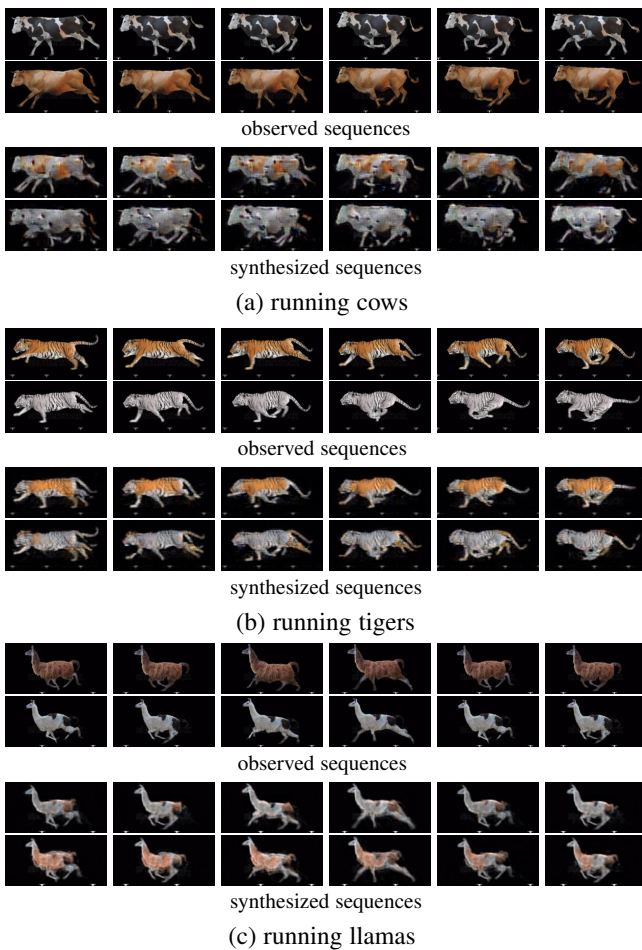 observed sequences
synthesized sequences
(a) running cows
observed sequences
synthesized sequences
(b) running tigers
observed sequences
synthesized sequences
(c) running llamas